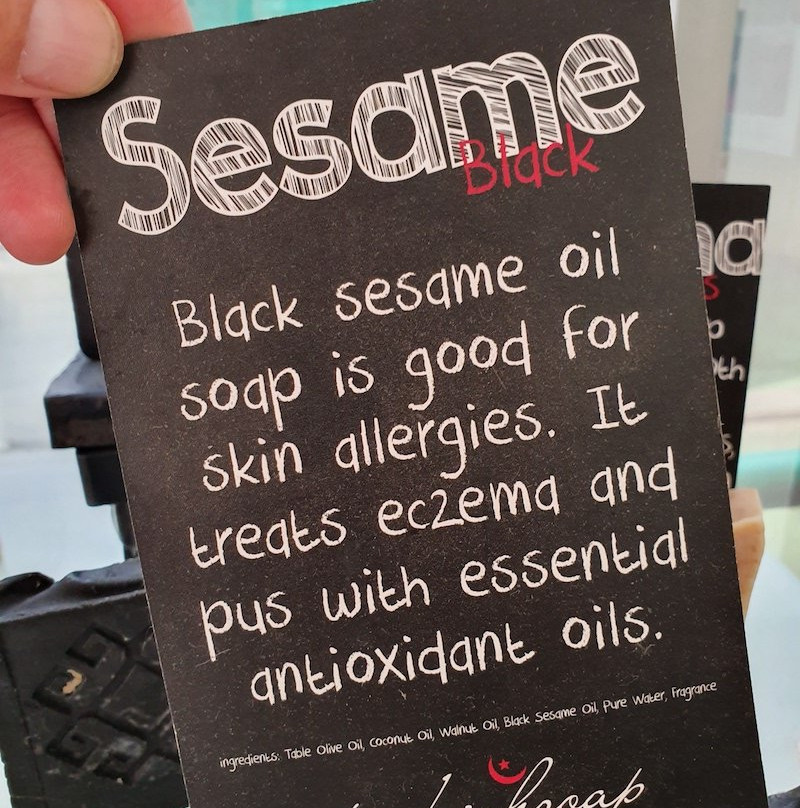 Sesame
Black
Black sesame oil
soap is good for
skin allergies. It
treats eczema and
pus with essential
antioxidant oils.
ingredients: Table Olive Oil, Coconut Oil, Walnut Oil, Black Sesame Oil, Pure Water, Fragrance